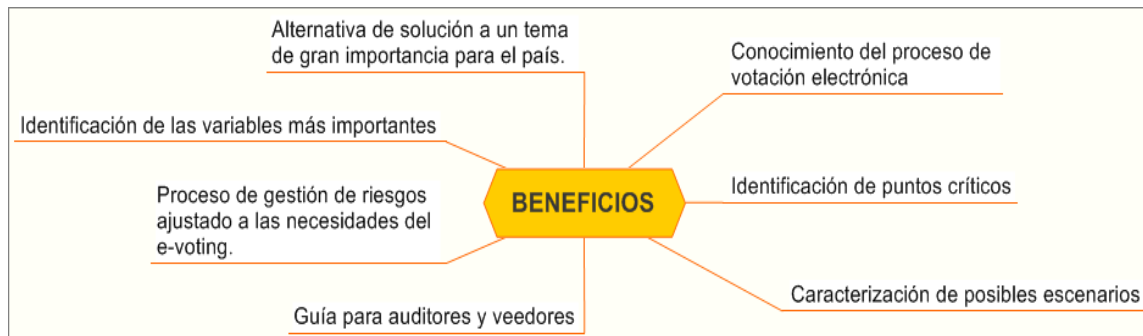 Alternativa de solución a un tema
de gran importancia para el país.
Conocimiento del proceso de
votación electrónica
Identificación de las variables más importantes
BENEFICIOS
Identificación de puntos críticos
Proceso de gestión de riesgos
ajustado a las necesidades del
e-voting.
Caracterización de posibles escenarios
Guía para auditores y veedores